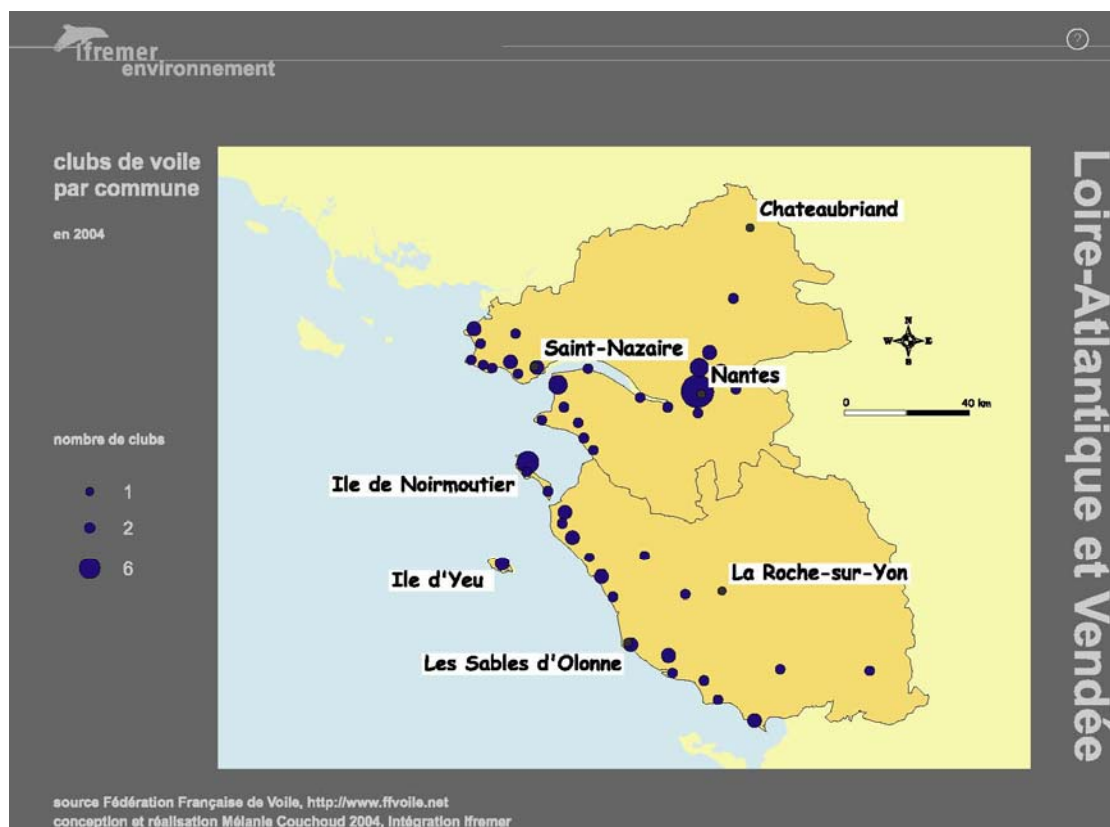 Ifremer
environnement
?
clubs de voile
par commune
en 2004
nombre de clubs
1
2
6
Chateaubriand
Saint-Nazaire
Nantes
Ile de Noirmoutier
Ile d'Yeu
La Roche-sur-Yon
Les Sables d'Olonne
N
W E
S
0 40 km
Loire-Atlantique et Vendée
source Fédération Française de Voile, http://www.ffvoile.net
conception et réalisation Mélanie Couchoud 2004, Intégration Ifremer